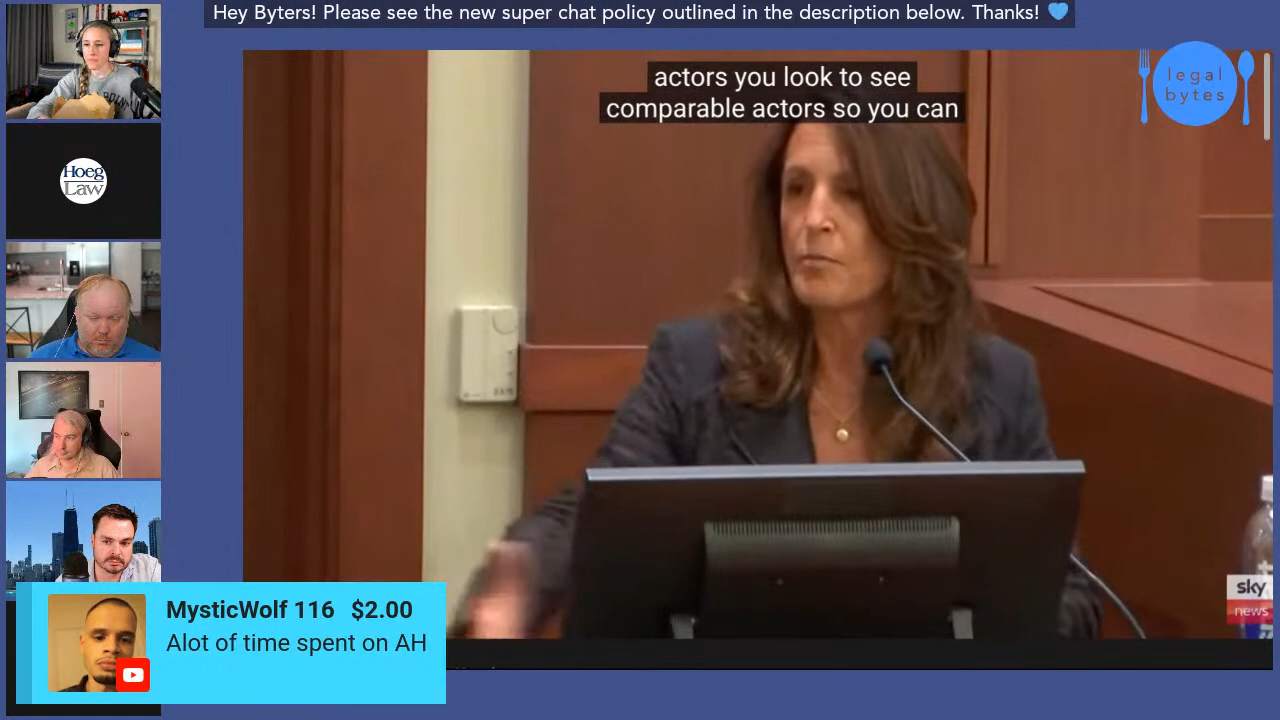 Hey Byters! Please see the new super chat policy outlined in the description below. Thanks! 💙
actors you look to see
comparable actors so you can
legal
bytes
Hoeg
Law
sky
news
MysticWolf 116 $2.00
Alot of time spent on AH